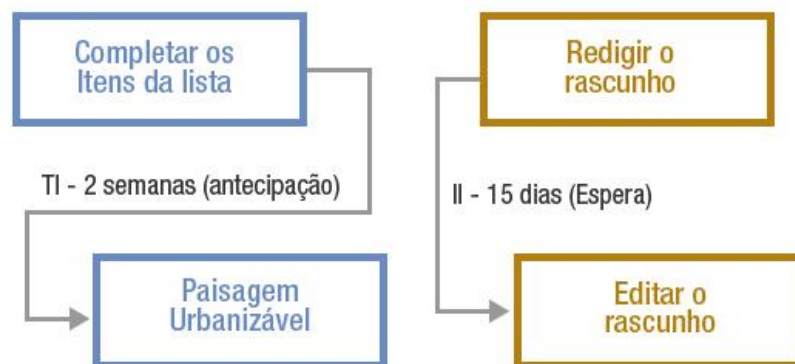 Completar os
Itens da lista
Redigir o
rascunho
TI - 2 semanas (antecipação)
II - 15 dias (Espera)
Paisagem
Urbanizável
Editar o
rascunho